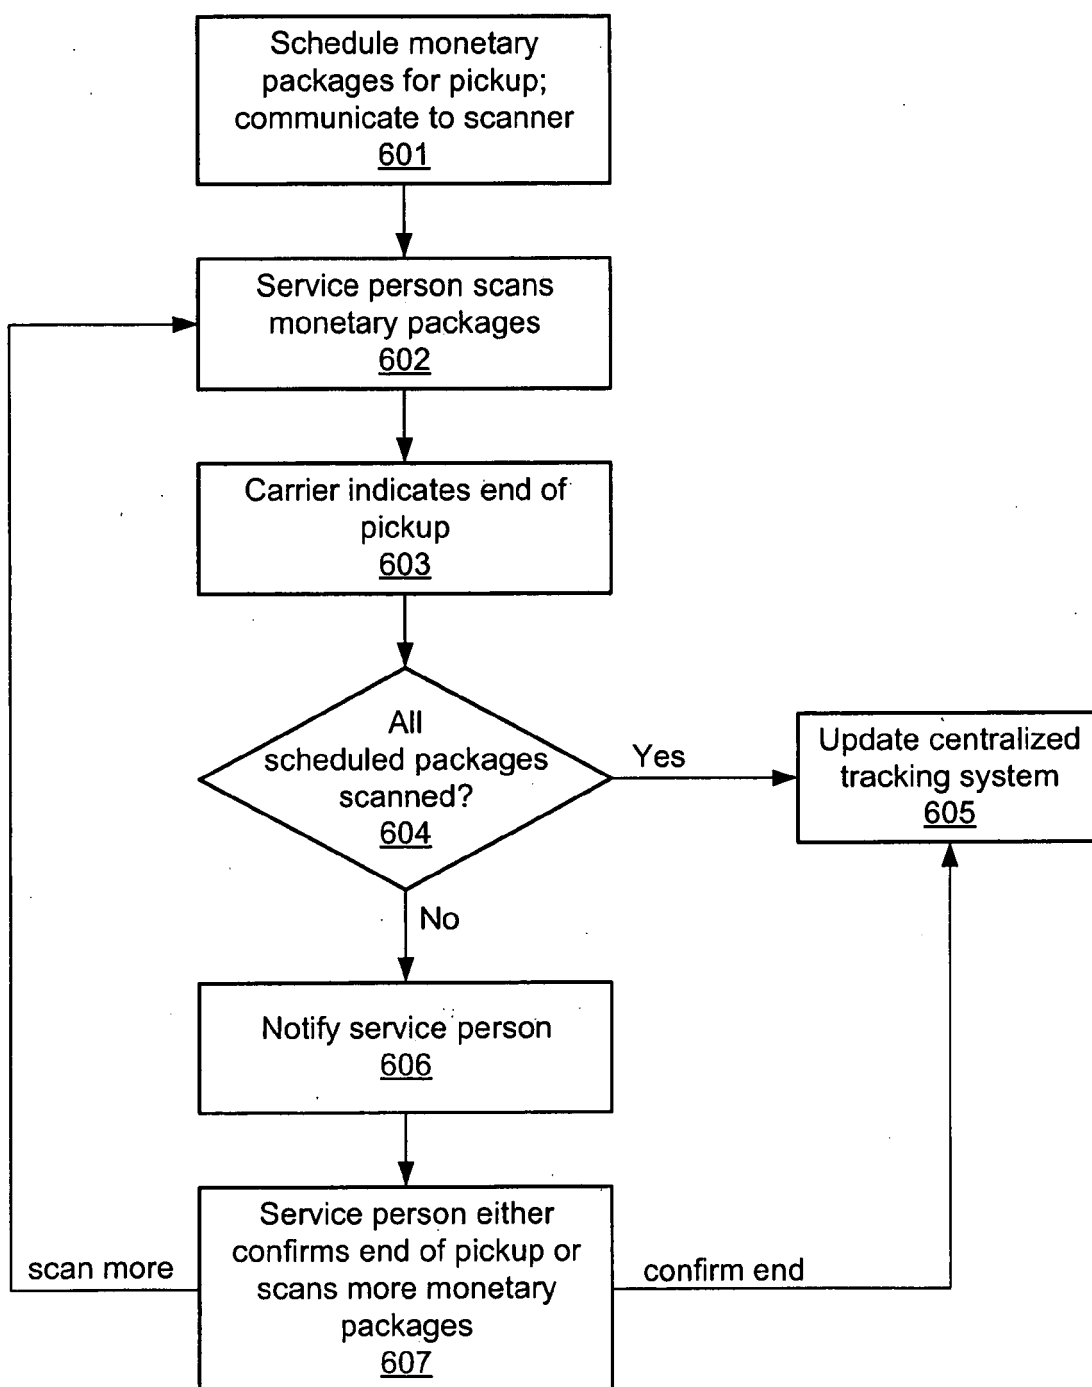 Schedule monetary
packages for pickup;
communicate to scanner
601
Service person scans
monetary packages
602
Carrier indicates end of
pickup
603
All
scheduled packages
scanned?
604
Yes
Update centralized
tracking system
605
No
Notify service person
606
Service person either
confirms end of pickup or
scans more monetary
packages
607
scan more
confirm end